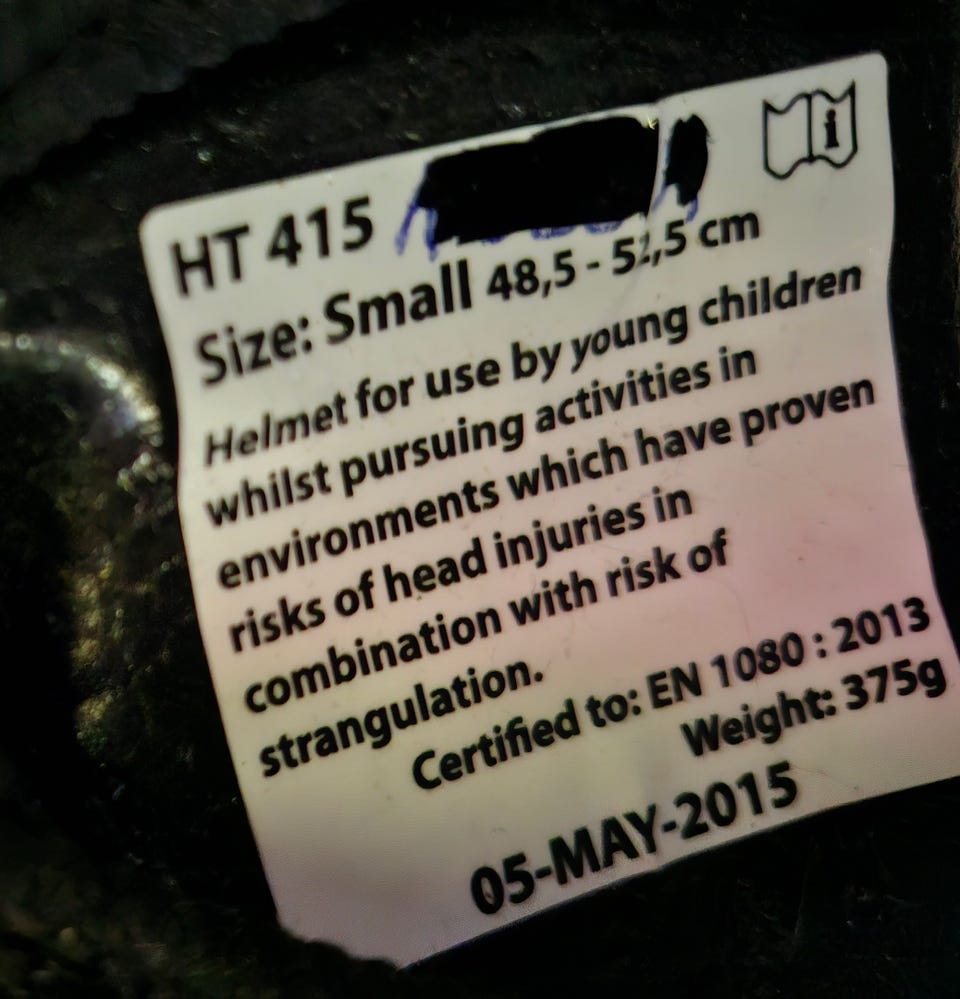 HT 415
Size: Small 48,5 - 52,5 cm
Helmet for use by young children
whilst pursuing activities in
environments which have proven
risks of head injuries in
combination with risk of
strangulation.
Certified to: EN 1080 : 2013
Weight: 375g
05-MAY-2015